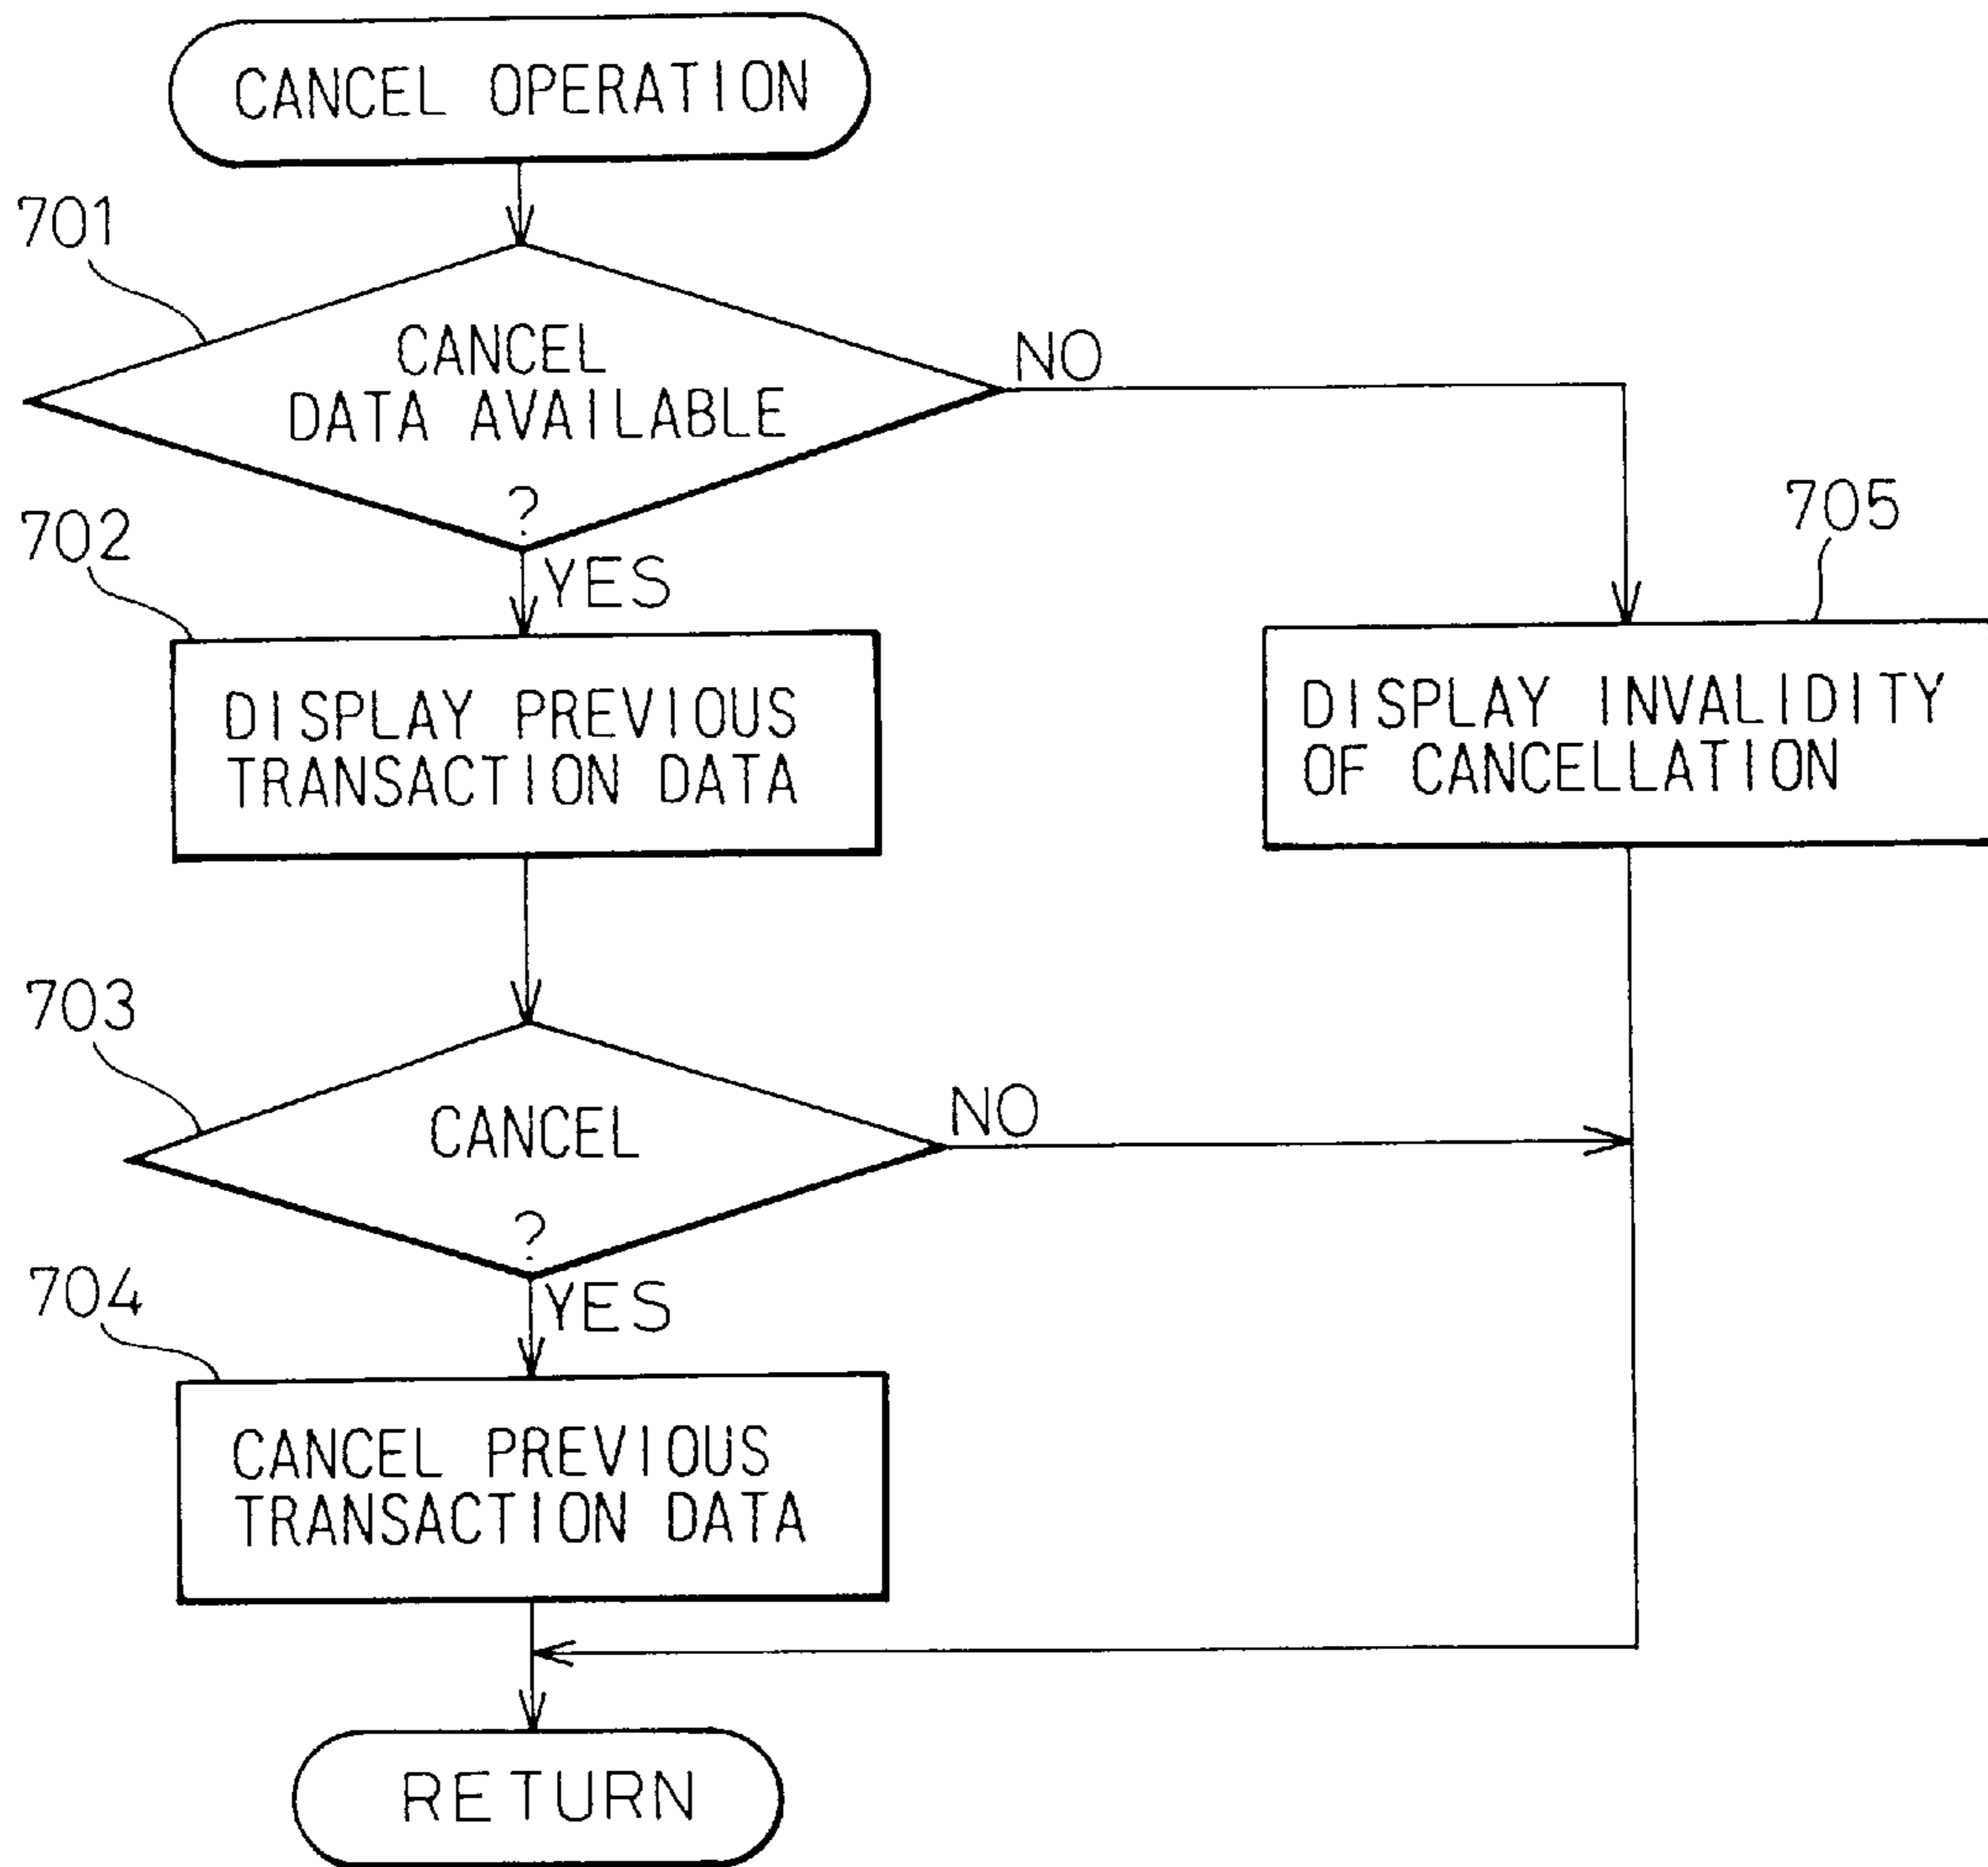 CANCEL OPERATION
701
CANCEL
DATA AVAILABLE
?
NO
YES
702
DISPLAY PREVIOUS
TRANSACTION DATA
705
DISPLAY INVALIDITY
OF CANCELLATION
703
CANCEL
?
NO
YES
704
CANCEL PREVIOUS
TRANSACTION DATA
RETURN